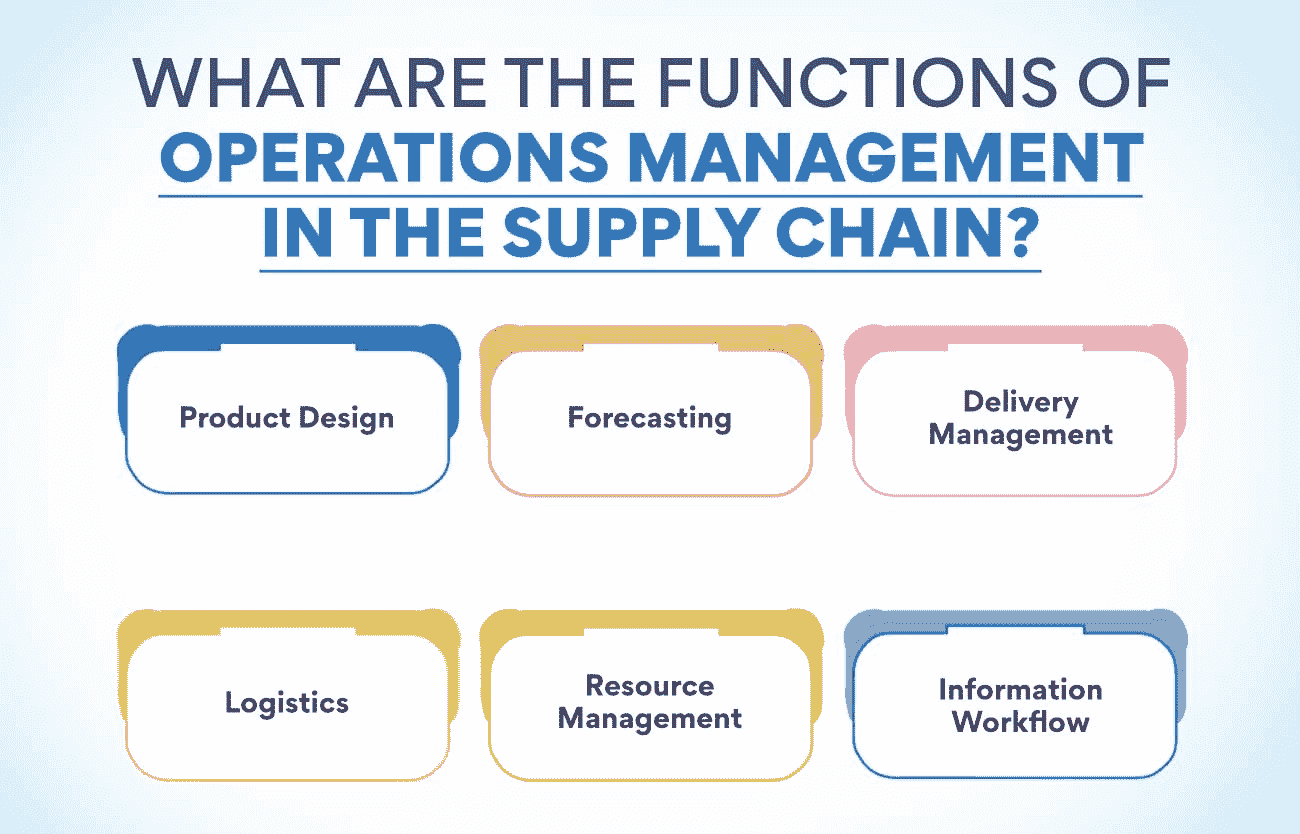 WHAT ARE THE FUNCTIONS OF
OPERATIONS MANAGEMENT
IN THE SUPPLY CHAIN?
Product Design
Forecasting
Delivery
Management
Logistics
Resource
Management
Information
Workflow